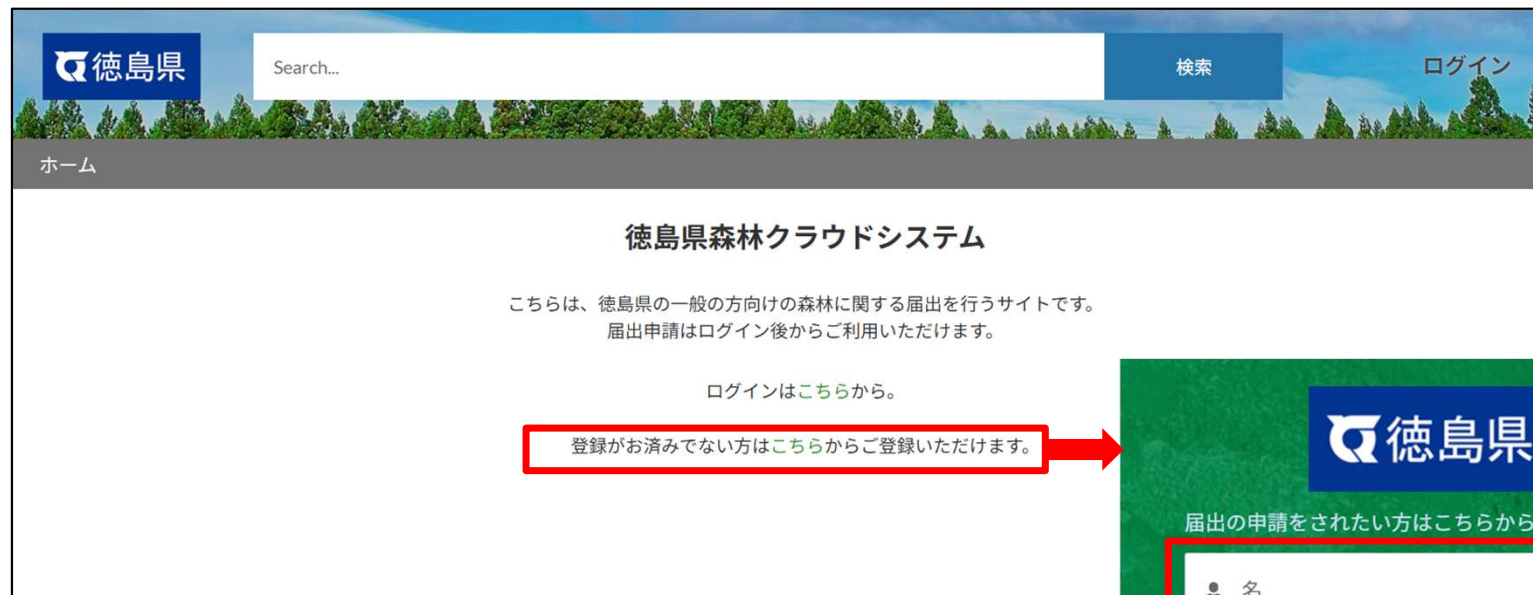 徳島県
Search...
検索
ログイン
ホーム
徳島県森林クラウドシステム
こちらは、徳島県の一般の方向けの森林に関する届出を行うサイトです。
届出申請はログイン後からご利用いただけます。
ログインはこちらから。
登録がお済みでない方はこちらからご登録いただけます。
徳島県
届出の申請をされたい方はこちらから
名